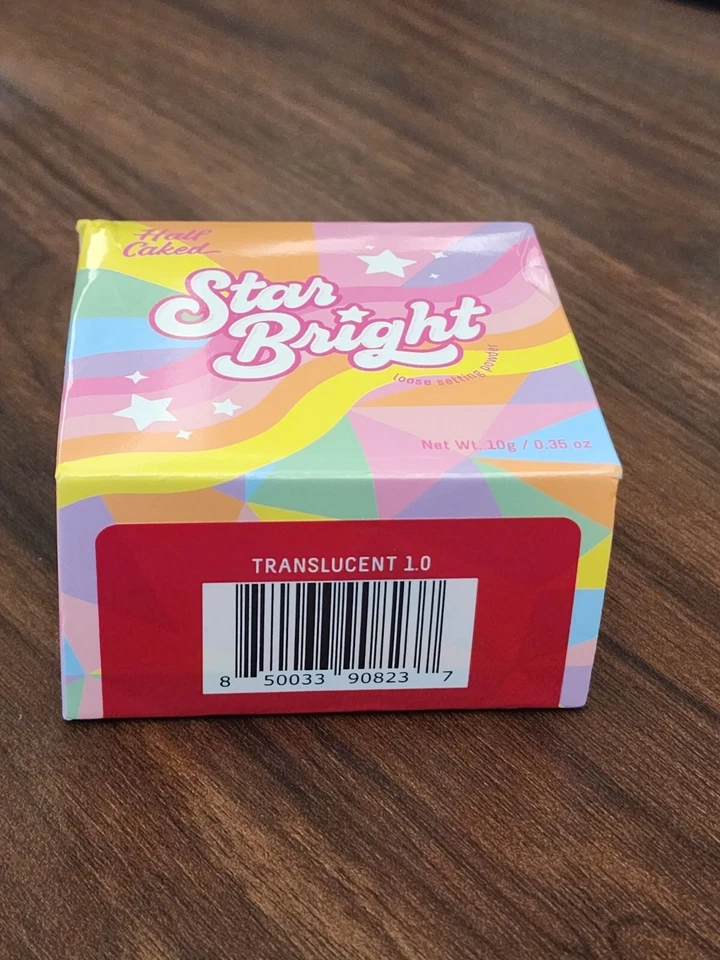 Half
Caked
Star
Bright
loose setting powder
Net Wt. 10g / 0.35 oz
TRANSLUCENT 1.0
8 50033 90823 7